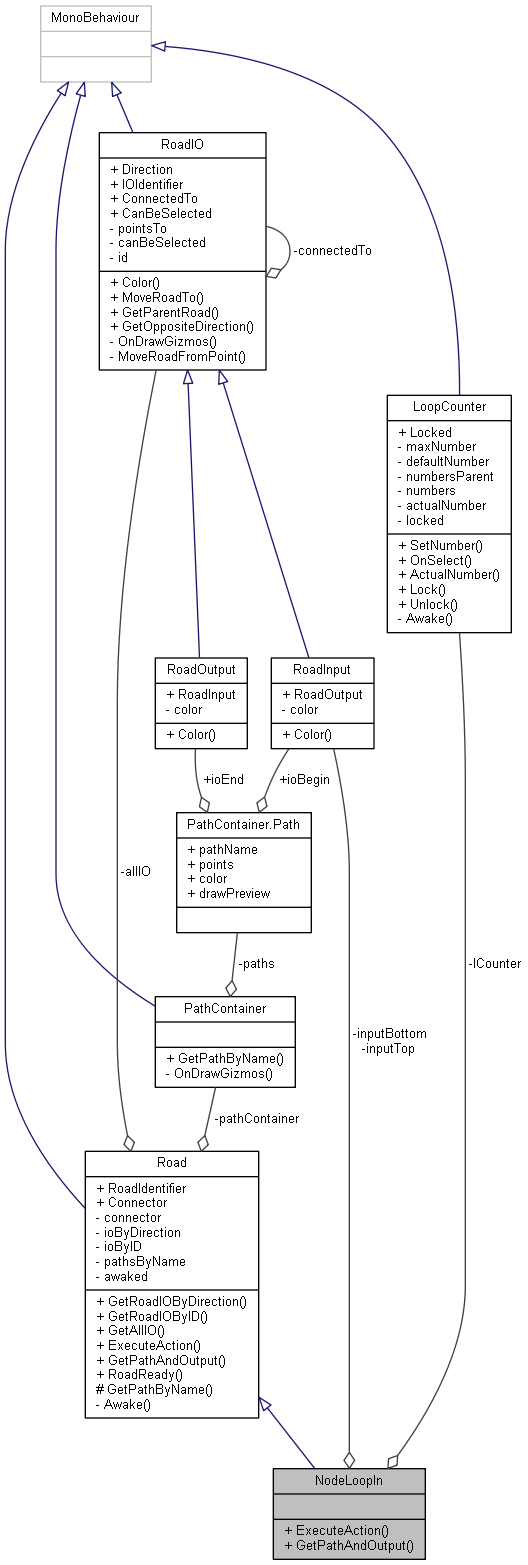 MonoBehaviour
RoadIO
+ Direction
+ IOIdentifier
+ ConnectedTo
+ CanBeSelected
- pointsTo
- canBeSelected
- id
+ Color()
+ MoveRoadTo()
+ GetParentRoad()
+ GetOppositeDirection()
- OnDrawGizmos()
- MoveRoadFromPoint()
-connectedTo
LoopCounter
+ Locked
- maxNumber
- defaultNumber
- numbersParent
- numbers
- actualNumber
- locked
+ SetNumber()
+ OnSelect()
+ ActualNumber()
+ Lock()
+ Unlock()
- Awake()
RoadOutput
+ RoadInput
- color
+ Color()
RoadInput
+ RoadOutput
- color
+ Color()
+ioEnd
+ioBegin
PathContainer.Path
+ pathName
+ points
+ color
+ drawPreview
-allIO
-paths
-lCounter
PathContainer
+ GetPathByName()
- OnDrawGizmos()
-inputBottom
-inputTop
-pathContainer
Road
+ RoadIdentifier
+ Connector
- connector
- ioByDirection
- ioByID
- pathsByName
- awaked
+ GetRoadIOByDirection()
+ GetRoadIOByID()
+ GetAllIO()
+ ExecuteAction()
+ GetPathAndOutput()
+ RoadReady()
# GetPathByName()
- Awake()
NodeLoopIn
+ ExecuteAction()
+ GetPathAndOutput()